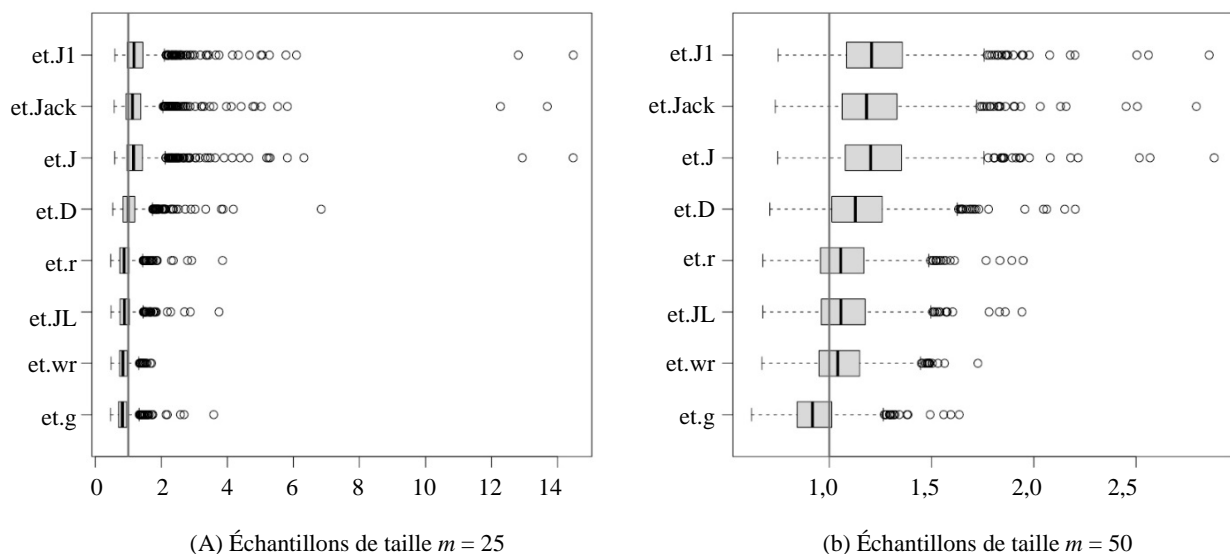 et.J1
et.Jack
et.J
et.D
et.r
et.JL
et.wr
et.g
0 2 4 6 8 10 12 14
(A) Échantillons de taille m = 25
et.J1
et.Jack
et.J
et.D
et.r
et.JL
et.wr
et.g
1,0 1,5 2,0 2,5
(b) Échantillons de taille m = 50